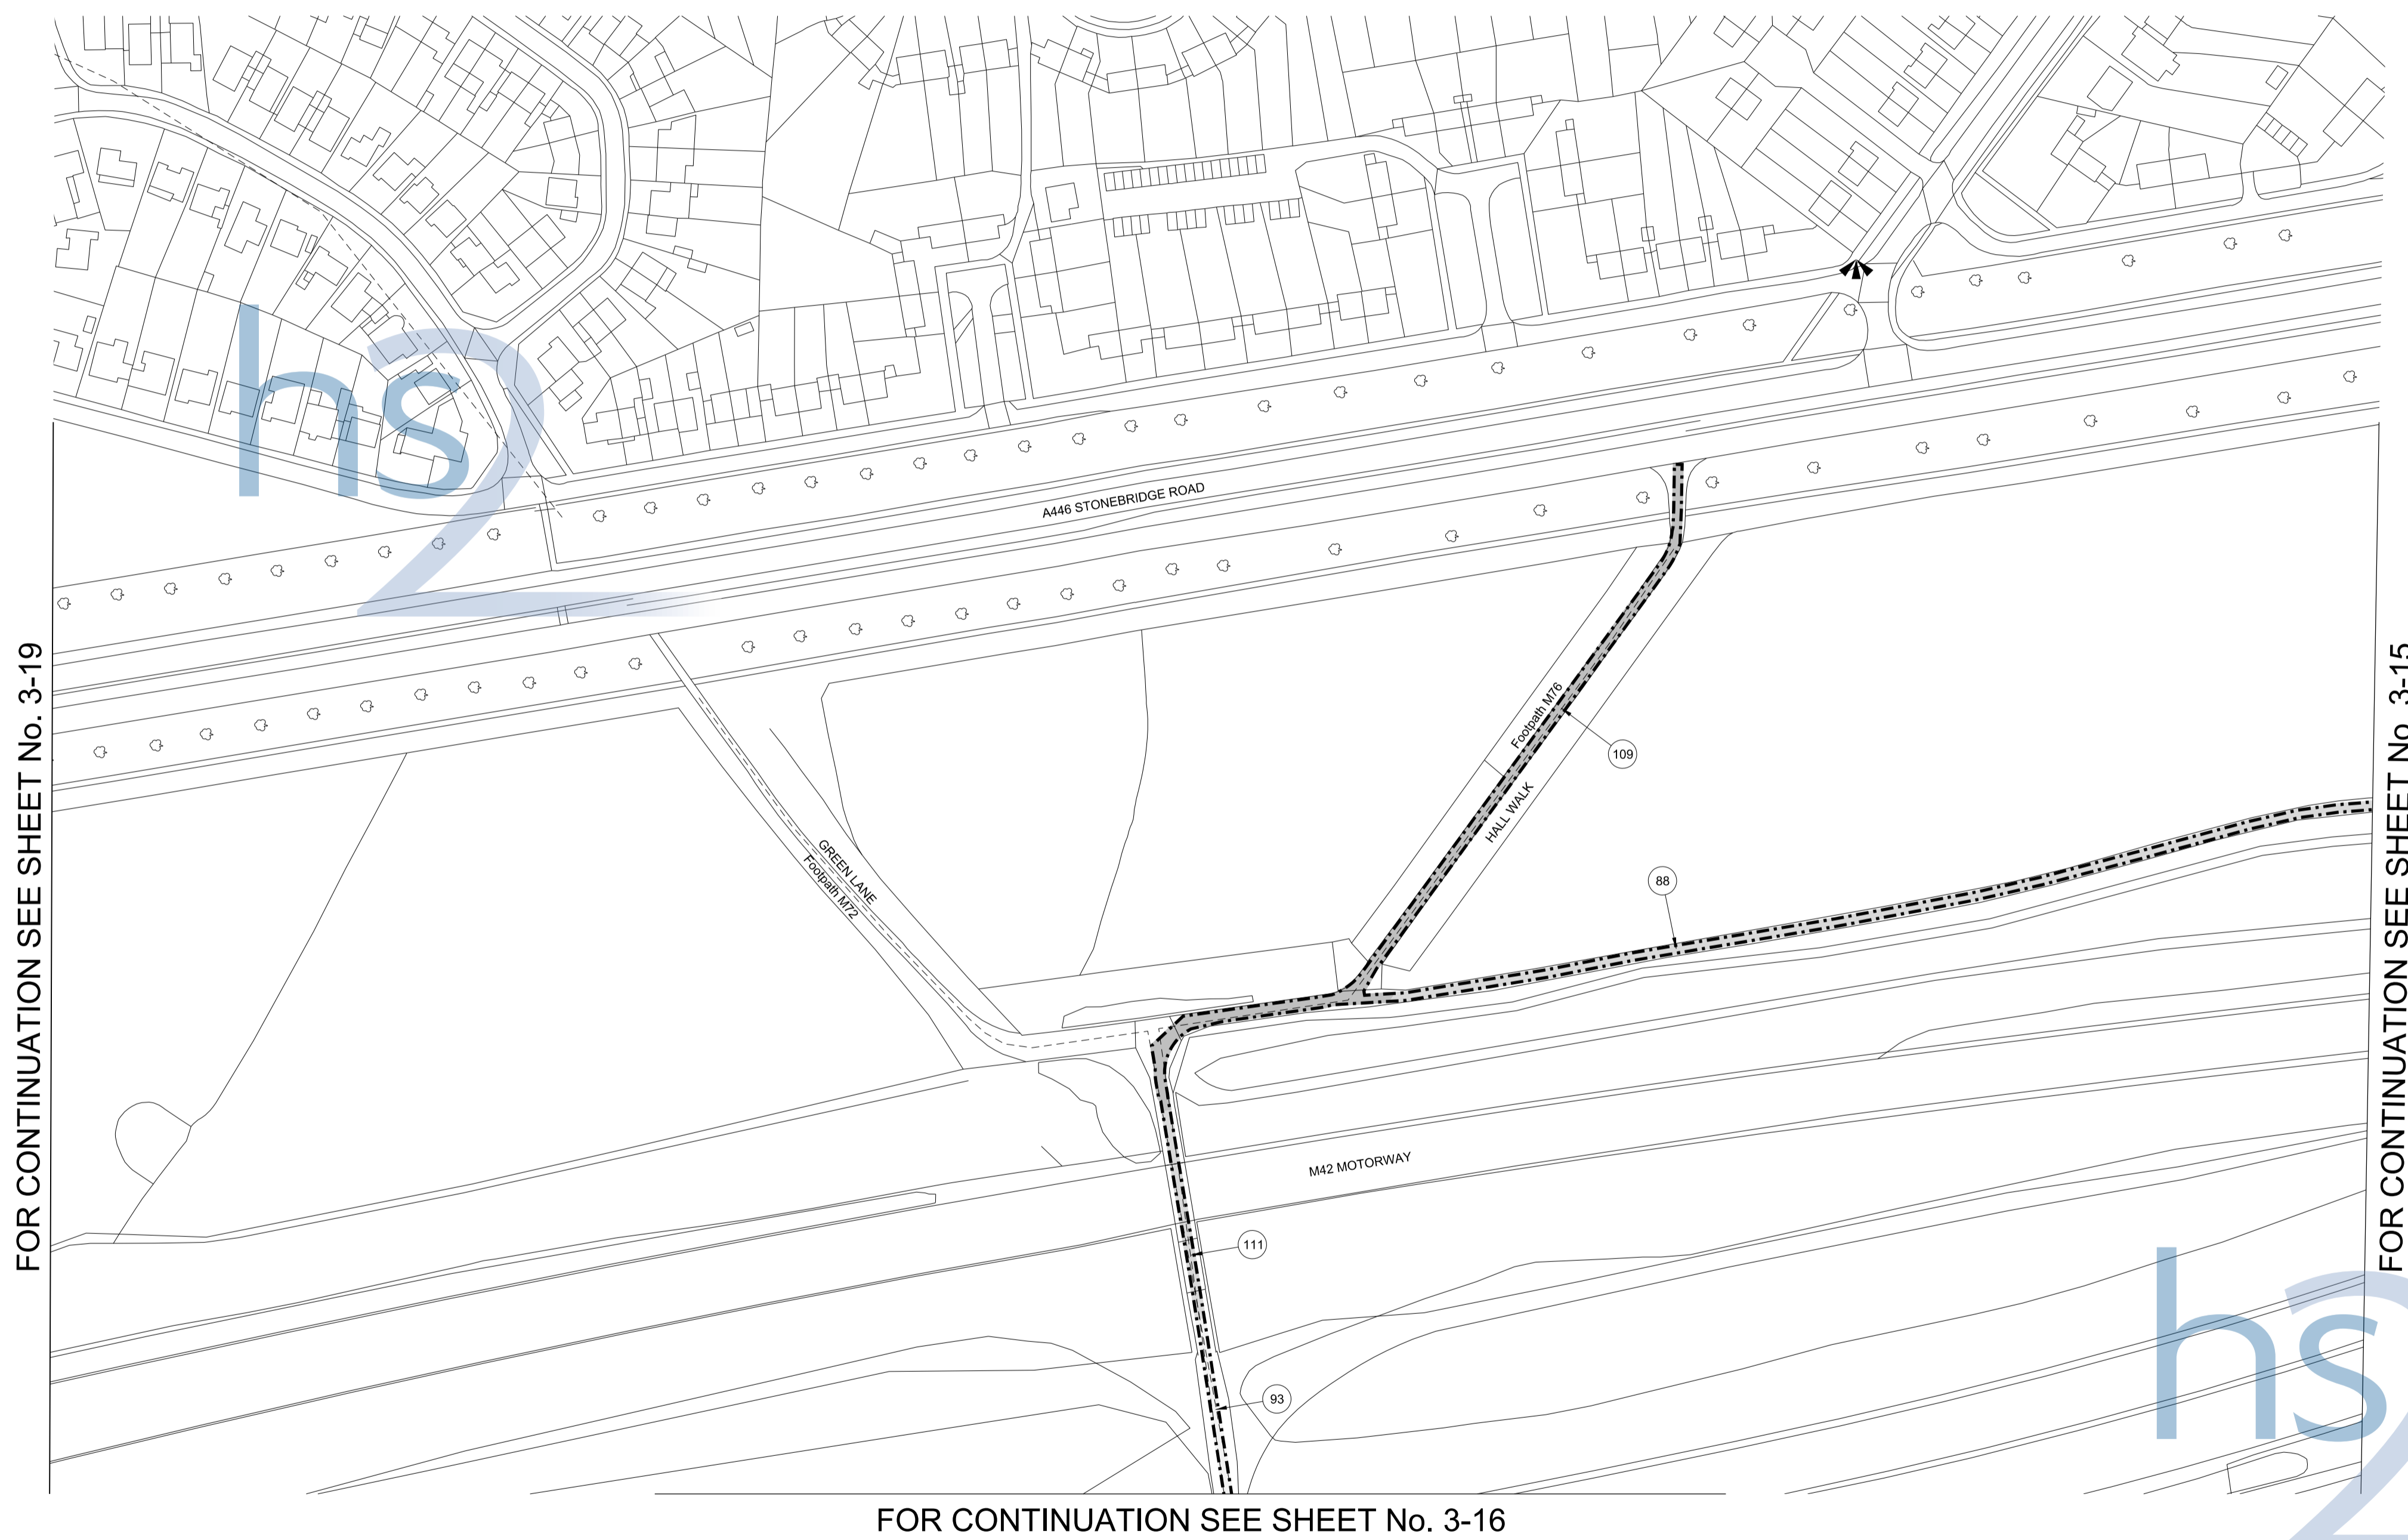 hs2
A446 STONEBRIDGE ROAD
FOR CONTINUATION SEE SHEET No. 3-19
FOR CONTINUATION SEE SHEET No. 3-15
Footpath M76
109
HALL WALK
GREEN LANE
Footpath M72
88
M42 MOTORWAY
111
93
hs2
FOR CONTINUATION SEE SHEET No. 3-16